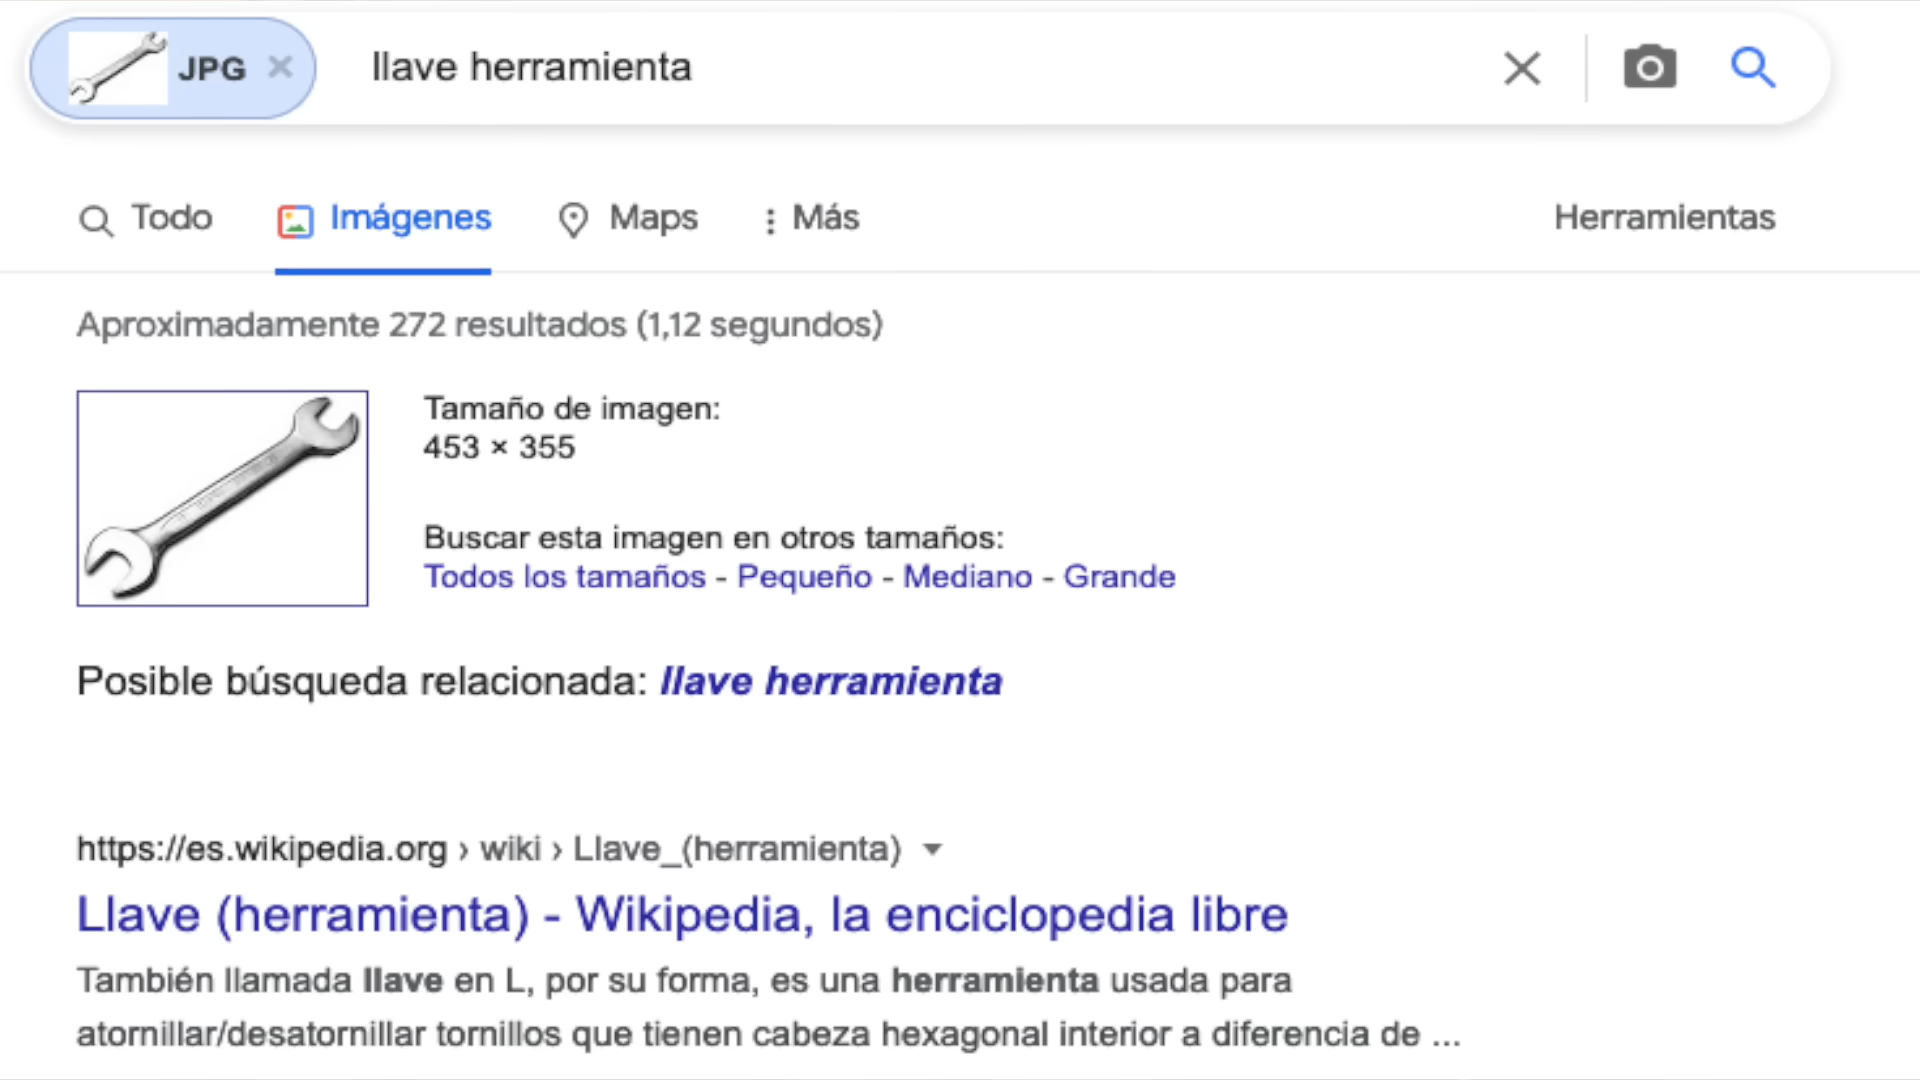 JPG llave herramienta
Todo Imágenes Maps Más Herramientas
Aproximadamente 272 resultados (1,12 segundos)
Tamaño de imagen:
453 × 355
Buscar esta imagen en otros tamaños:
Todos los tamaños - Pequeño - Mediano - Grande
Posible búsqueda relacionada: llave herramienta
https://es.wikipedia.org › wiki › Llave_(herramienta)
Llave (herramienta) - Wikipedia, la enciclopedia libre
También llamada llave en L, por su forma, es una herramienta usada para
atornillar/desatornillar tornillos que tienen cabeza hexagonal interior a diferencia de ...